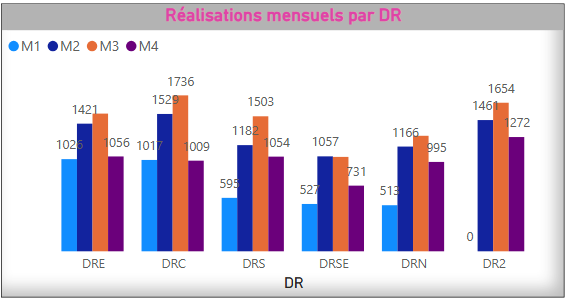 Réalisations mensuels par DR
M1 M2 M3 M4
1026 1421 1056
1017 1529 1736 1009
595 1182 1503 1054
527 1057 731
513 1166 995
0 1461 1654 1272
DRE DRC DRS DRSE DRN DR2
DR